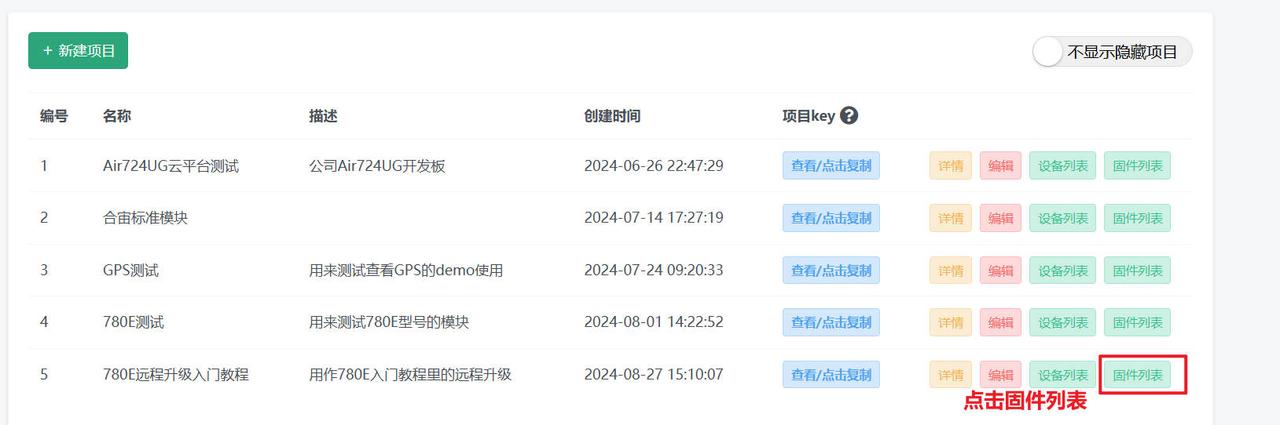 + 新建项目
不显示隐藏项目
编号 名称 描述 创建时间 项目key ?
1 Air724UG云平台测试 公司Air724UG开发板 2024-06-26 22:47:29 查看/点击复制 详情 编辑 设备列表 固件列表
2 合宙标准模块 2024-07-14 17:27:19 查看/点击复制 详情 编辑 设备列表 固件列表
3 GPS测试 用来测试查看GPS的demo使用 2024-07-24 09:20:33 查看/点击复制 详情 编辑 设备列表 固件列表
4 780E测试 用来测试780E型号的模块 2024-08-01 14:22:52 查看/点击复制 详情 编辑 设备列表 固件列表
5 780E远程升级入门教程 用作780E入门教程里的远程升级 2024-08-27 15:10:07 查看/点击复制 详情 编辑 设备列表 固件列表
点击固件列表